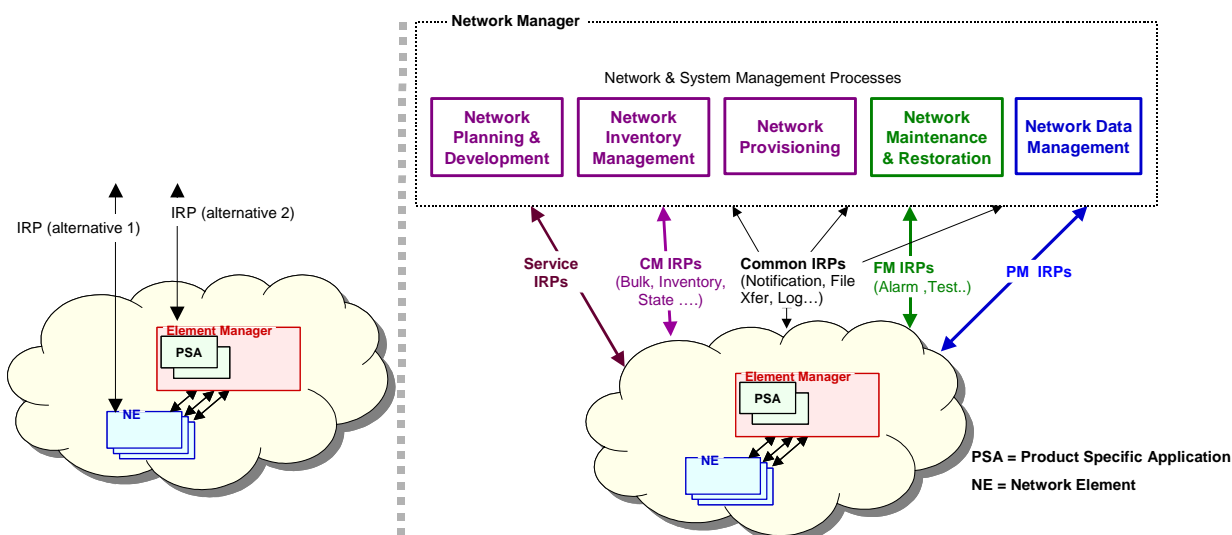 Network Manager
Network & System Management Processes
Network
Planning &
Development
Network
Inventory
Management
Network
Provisioning
Network
Maintenance
& Restoration
Network Data
Management
IRP (alternative 1)
IRP (alternative 2)
Service
IRPs
CM IRPs
(Bulk, Inventory,
State ….)
Common IRPs
(Notification, File
Xfer, Log…)
FM IRPs
(Alarm ,Test..)
PM IRPs
Element Manager
PSA
NE
Element Manager
PSA
NE
PSA = Product Specific Application
NE = Network Element